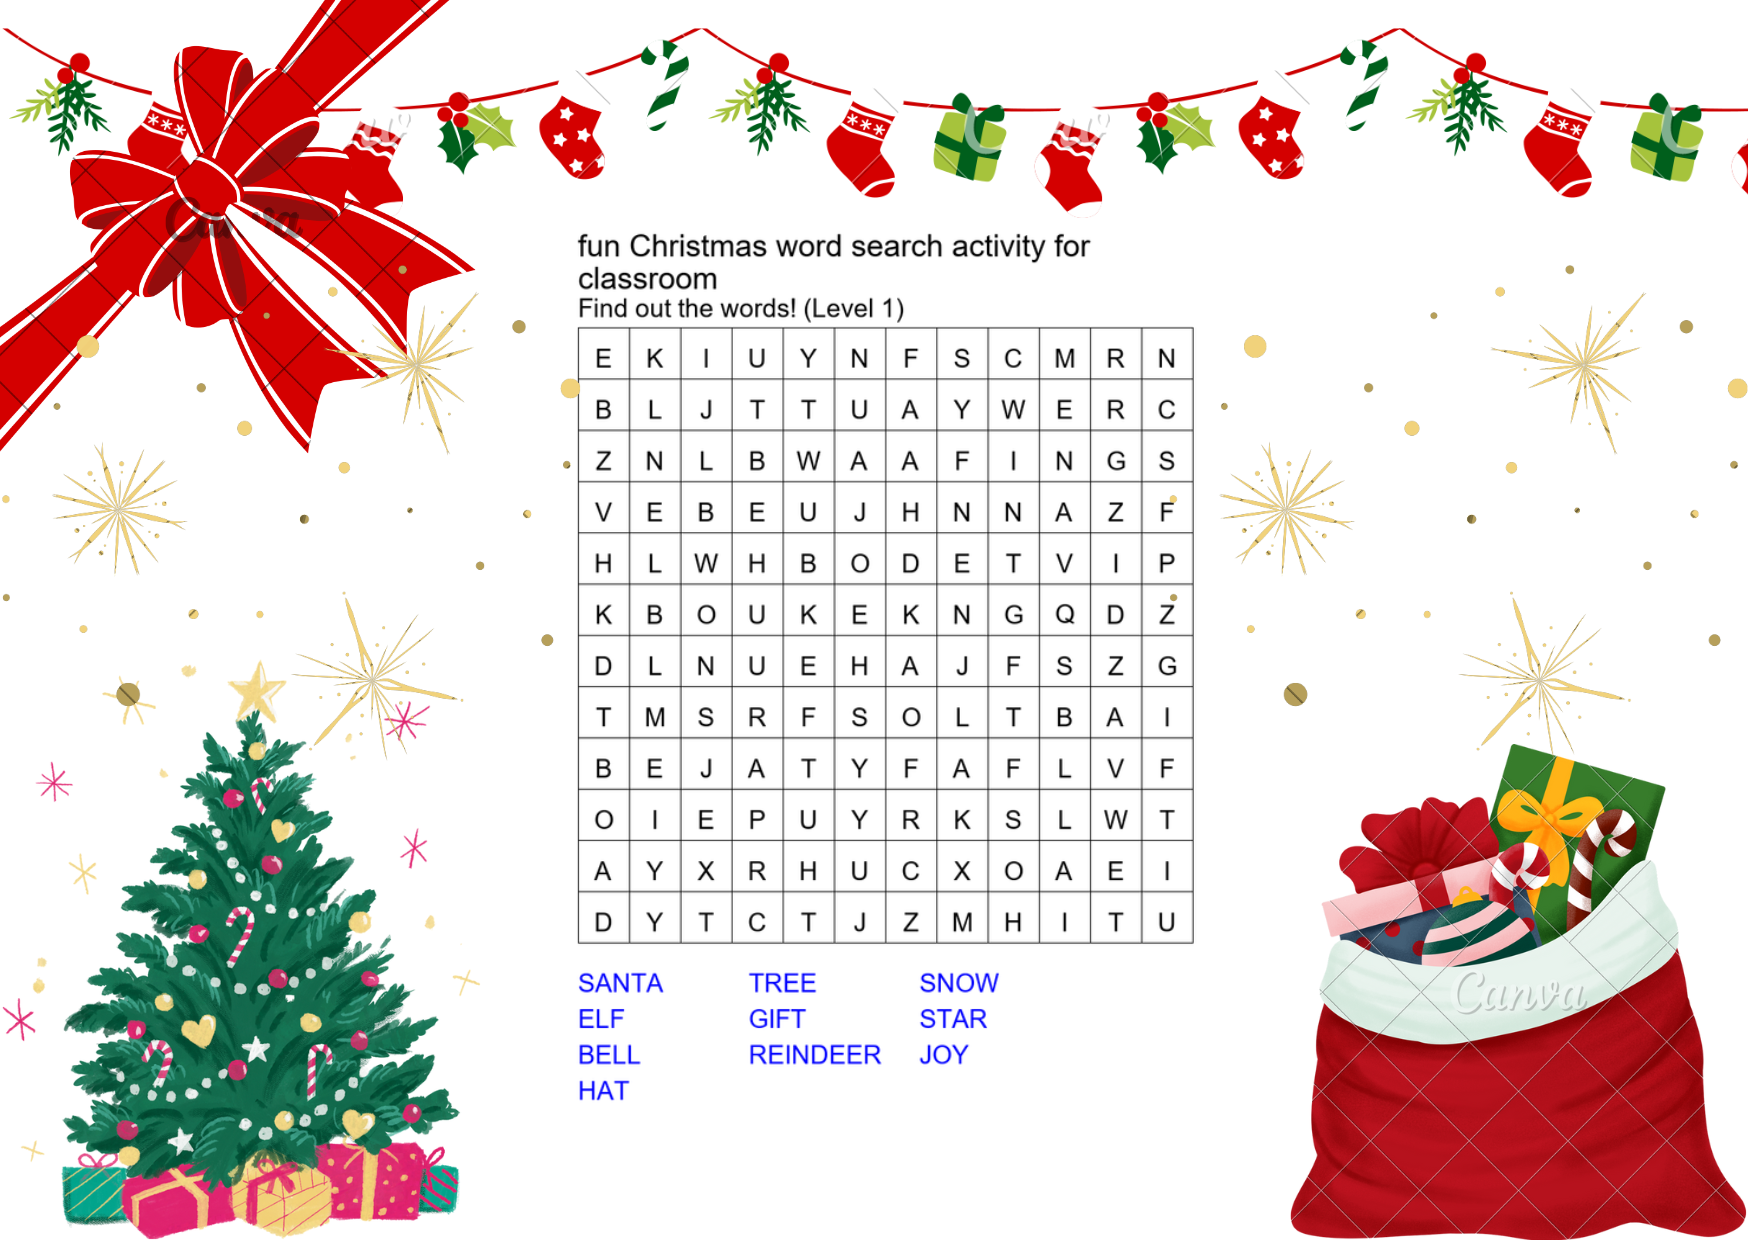 Canva
fun Christmas word search activity for
classroom
Find out the words! (Level 1)
E K I U Y N F S C M R N
B L J T T U A Y W E R C
Z N L B W A A F I N G S
V E B E U J H N N A Z F
H L W H B O D E T V I P
K B O U K E K N G Q D Z
D L N U E H A J F S Z G
T M S R F S O L T B A I
B E J A T Y F A F L V F
O I E P U Y R K S L W T
A Y X R H U C X O A E I
D Y T C T J Z M H I T U
SANTA TREE SNOW
ELF GIFT STAR
BELL REINDEER JOY
HAT
Canva